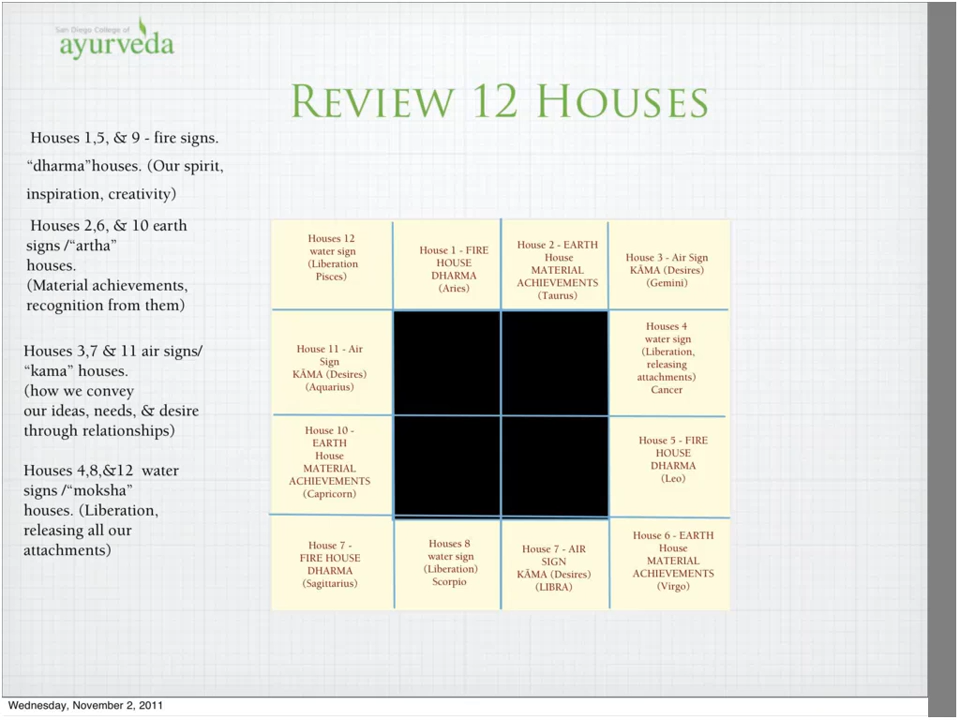 San Diego College of
ayurveda
REVIEW 12 HOUSES
Houses 1,5, & 9 - fire signs.
“dharma”houses. (Our spirit,
inspiration, creativity)
Houses 2,6, & 10 earth
signs /“artha”
houses.
(Material achievements,
recognition from them)
Houses 3,7 & 11 air signs/
“kama” houses.
(how we convey
our ideas, needs, & desire
through relationships)
Houses 4,8,&12 water
signs /“moksha”
houses. (Liberation,
releasing all our
attachments)
Houses 12
water sign
(Liberation
Pisces)
House 1 - FIRE
HOUSE
DHARMA
(Aries)
House 2 - EARTH
House
MATERIAL
ACHIEVEMENTS
(Taurus)
House 3 - Air Sign
KĀMA (Desires)
(Gemini)
House 11 - Air
Sign
KĀMA (Desires)
(Aquarius)
Houses 4
water sign
(Liberation,
releasing
attachments)
Cancer
House 10 -
EARTH
House
MATERIAL
ACHIEVEMENTS
(Capricorn)
House 5 - FIRE
HOUSE
DHARMA
(Leo)
House 7 -
FIRE HOUSE
DHARMA
(Sagittarius)
Houses 8
water sign
(Liberation)
Scorpio
House 7 - AIR
SIGN
KĀMA (Desires)
(LIBRA)
House 6 - EARTH
House
MATERIAL
ACHIEVEMENTS
(Virgo)
Wednesday, November 2, 2011